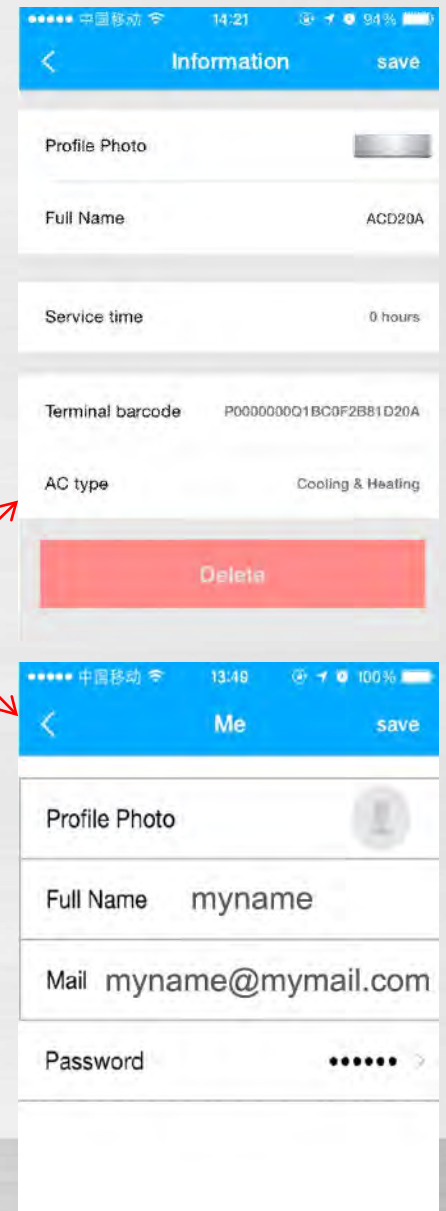 中国移动 14:21 94%
Information save
Profile Photo
Full Name ACD20A
Service time 0 hours
Terminal barcode P0000000Q1BC0F2B81D20A
AC type Cooling & Heating
Delete
中国移动 13:49 100%
Me save
Profile Photo
Full Name myname
Mail myname@mymail.com
Password ••••••